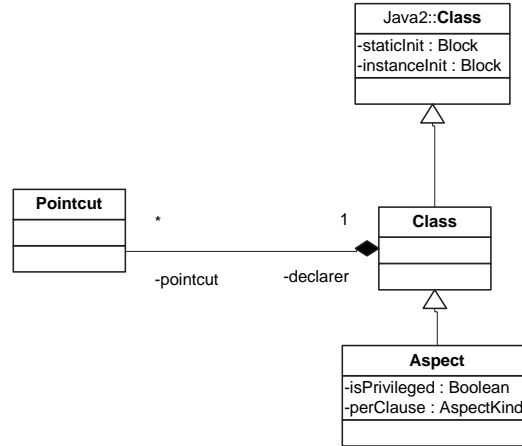 Java2::Class
-staticInit : Block
-instanceInit : Block
Pointcut
*
1
Class
-pointcut
-declarer
Aspect
-isPrivileged : Boolean
-perClause : AspectKind